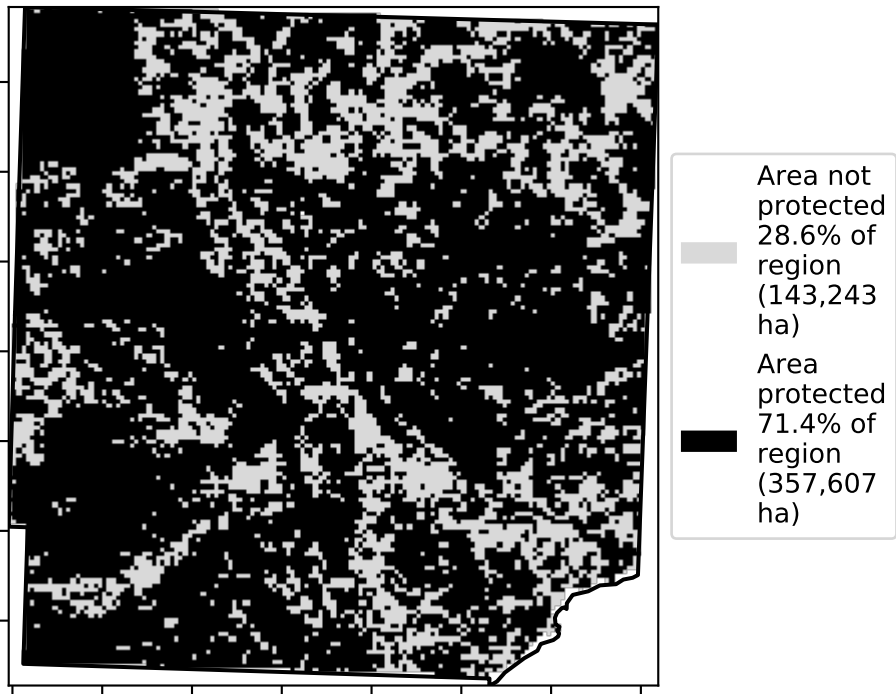 Area not
protected
28.6% of
region
(143,243
ha)
Area
protected
71.4% of
region
(357,607
ha)